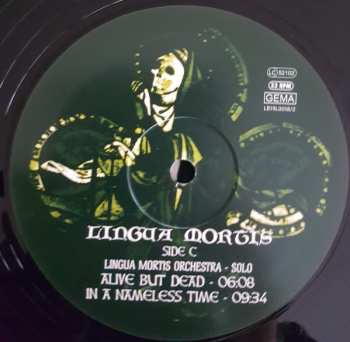 LC 52102
33 RPM
GEMA
LINGUA MORTIS
SIDE C
LINGUA MORTIS ORCHESTRA - SOLO
ALIVE BUT DEAD - 06:08
IN A NAMELESS TIME - 09:34